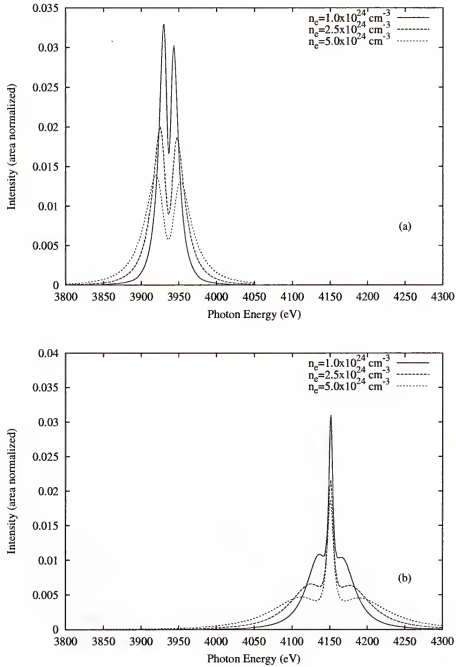 n_e=1.0x10^24 cm^-3
n_e=2.5x10^24 cm^-3
n_e=5.0x10^24 cm^-3
0.035
0.03
0.025
0.02
0.015
0.01
0.005
0
Intensity (area normalized)
(a)
3800 3850 3900 3950 4000 4050 4100 4150 4200 4250 4300
Photon Energy (eV)
n_e=1.0x10^24 cm^-3
n_e=2.5x10^24 cm^-3
n_e=5.0x10^24 cm^-3
0.04
0.035
0.03
0.025
0.02
0.015
0.01
0.005
0
Intensity (area normalized)
(b)
3800 3850 3900 3950 4000 4050 4100 4150 4200 4250 4300
Photon Energy (eV)